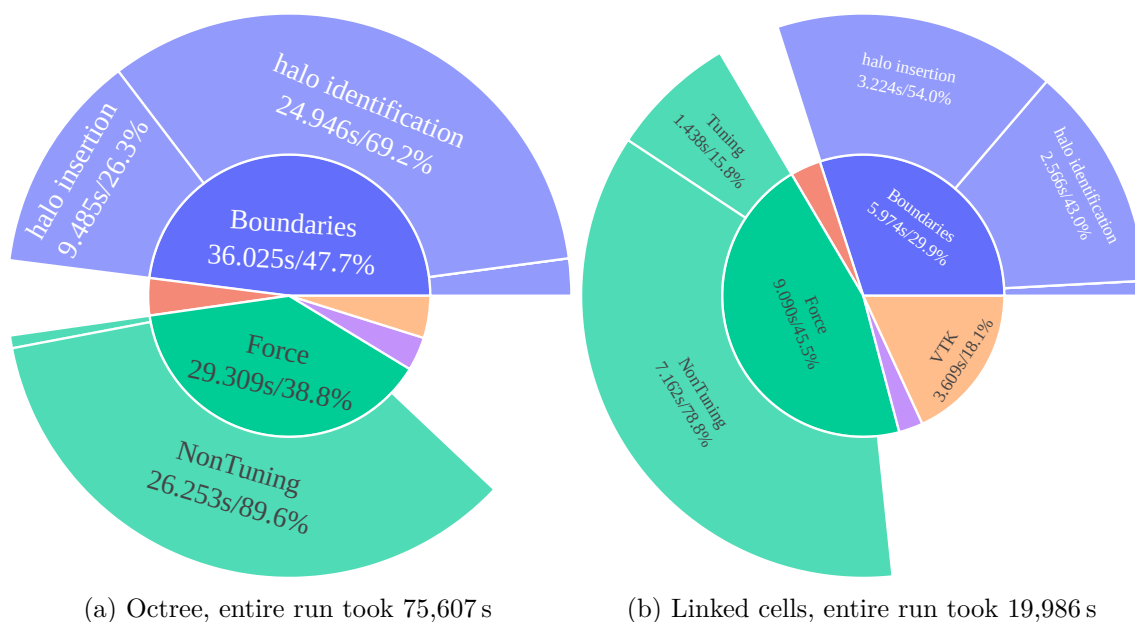 halo identification
24.946s/69.2%
halo insertion
9.485s/26.3%
Boundaries
36.025s/47.7%
Force
29.309s/38.8%
NonTuning
26.253s/89.6%
(a) Octree, entire run took 75,607 s
halo insertion
3.224s/54.0%
halo identification
2.566s/43.0%
Tuning
1.438s/15.8%
Boundaries
5.974s/29.9%
Force
9.090s/45.5%
VTK
3.609s/18.1%
NonTuning
7.162s/78.8%
(b) Linked cells, entire run took 19,986 s